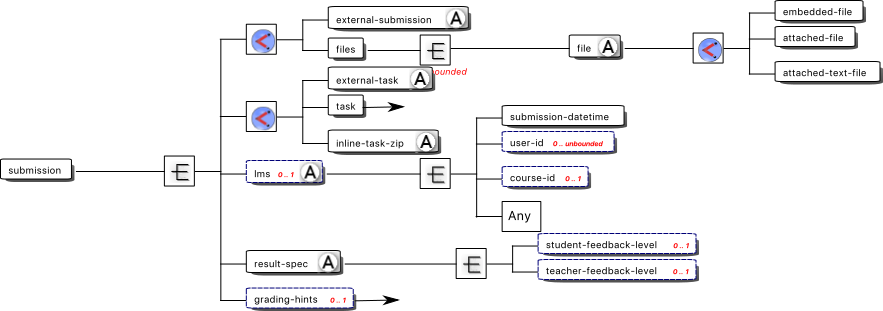 external-submission A
files
ounded
file A
embedded-file
attached-file
attached-text-file
external-task A
task
inline-task-zip A
submission
lms 0..1 A
submission-datetime
user-id 0..unbounded
course-id 0..1
Any
result-spec A
student-feedback-level 0..1
teacher-feedback-level 0..1
grading-hints 0..1